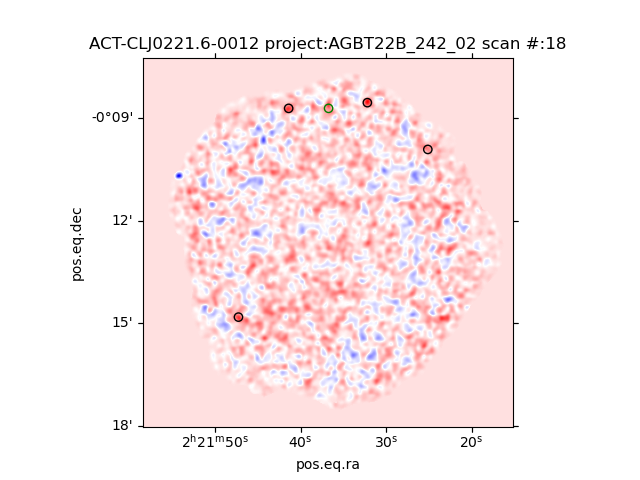 ACT-CLJ0221.6-0012 project:AGBT22B_242_02 scan #:18
-0°09'
12'
15'
18'
pos.eq.dec
2ʰ21ᵐ50ˢ 40ˢ 30ˢ 20ˢ
pos.eq.ra